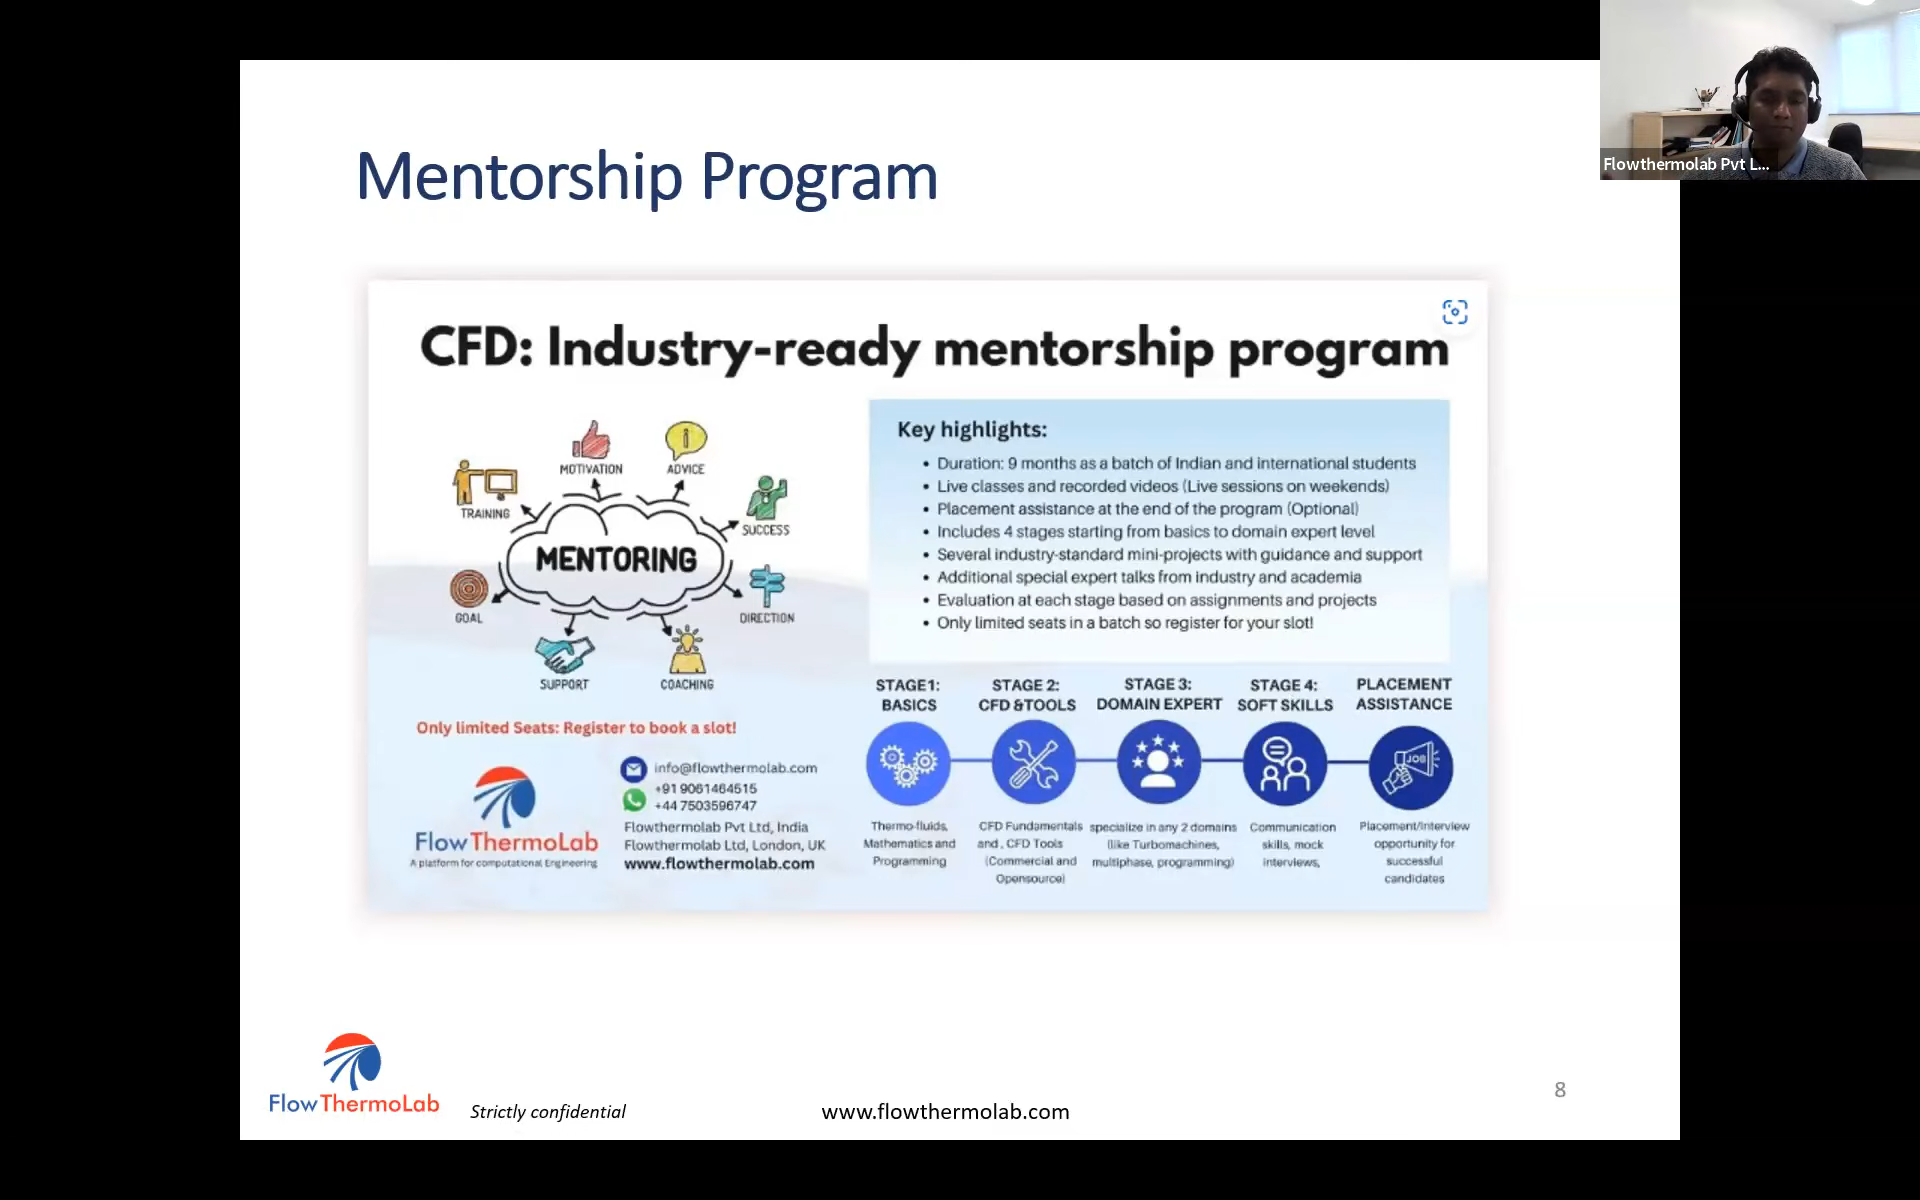 Flowthermolab Pvt L...
Mentorship Program
CFD: Industry-ready mentorship program
MOTIVATION
ADVICE
TRAINING
SUCCESS
MENTORING
GOAL
DIRECTION
SUPPORT
COACHING
Only limited Seats: Register to book a slot!
FlowThermoLab
A platform for computational Engineering
info@flowthermolab.com
+91 9061464515
+44 7503596747
Flowthermolab Pvt Ltd, India
Flowthermolab Ltd, London, UK
www.flowthermolab.com
Key highlights:
• Duration: 9 months as a batch of Indian and international students
• Live classes and recorded videos (Live sessions on weekends)
• Placement assistance at the end of the program (Optional)
• Includes 4 stages starting from basics to domain expert level
• Several industry-standard mini-projects with guidance and support
• Additional special expert talks from industry and academia
• Evaluation at each stage based on assignments and projects
• Only limited seats in a batch so register for your slot!
STAGE1:
BASICS
Thermo-fluids,
Mathematics and
Programming
STAGE 2:
CFD &TOOLS
CFD Fundamentals
and , CFD Tools
(Commercial and
Opensource)
STAGE 3:
DOMAIN EXPERT
specialize in any 2 domains
(like Turbomachines,
multiphase, programming)
STAGE 4:
SOFT SKILLS
Communication
skills, mock
interviews,
PLACEMENT
ASSISTANCE
JOB
Placement/Interview
opportunity for
successful
candidates
FlowThermoLab
Strictly confidential
www.flowthermolab.com
8